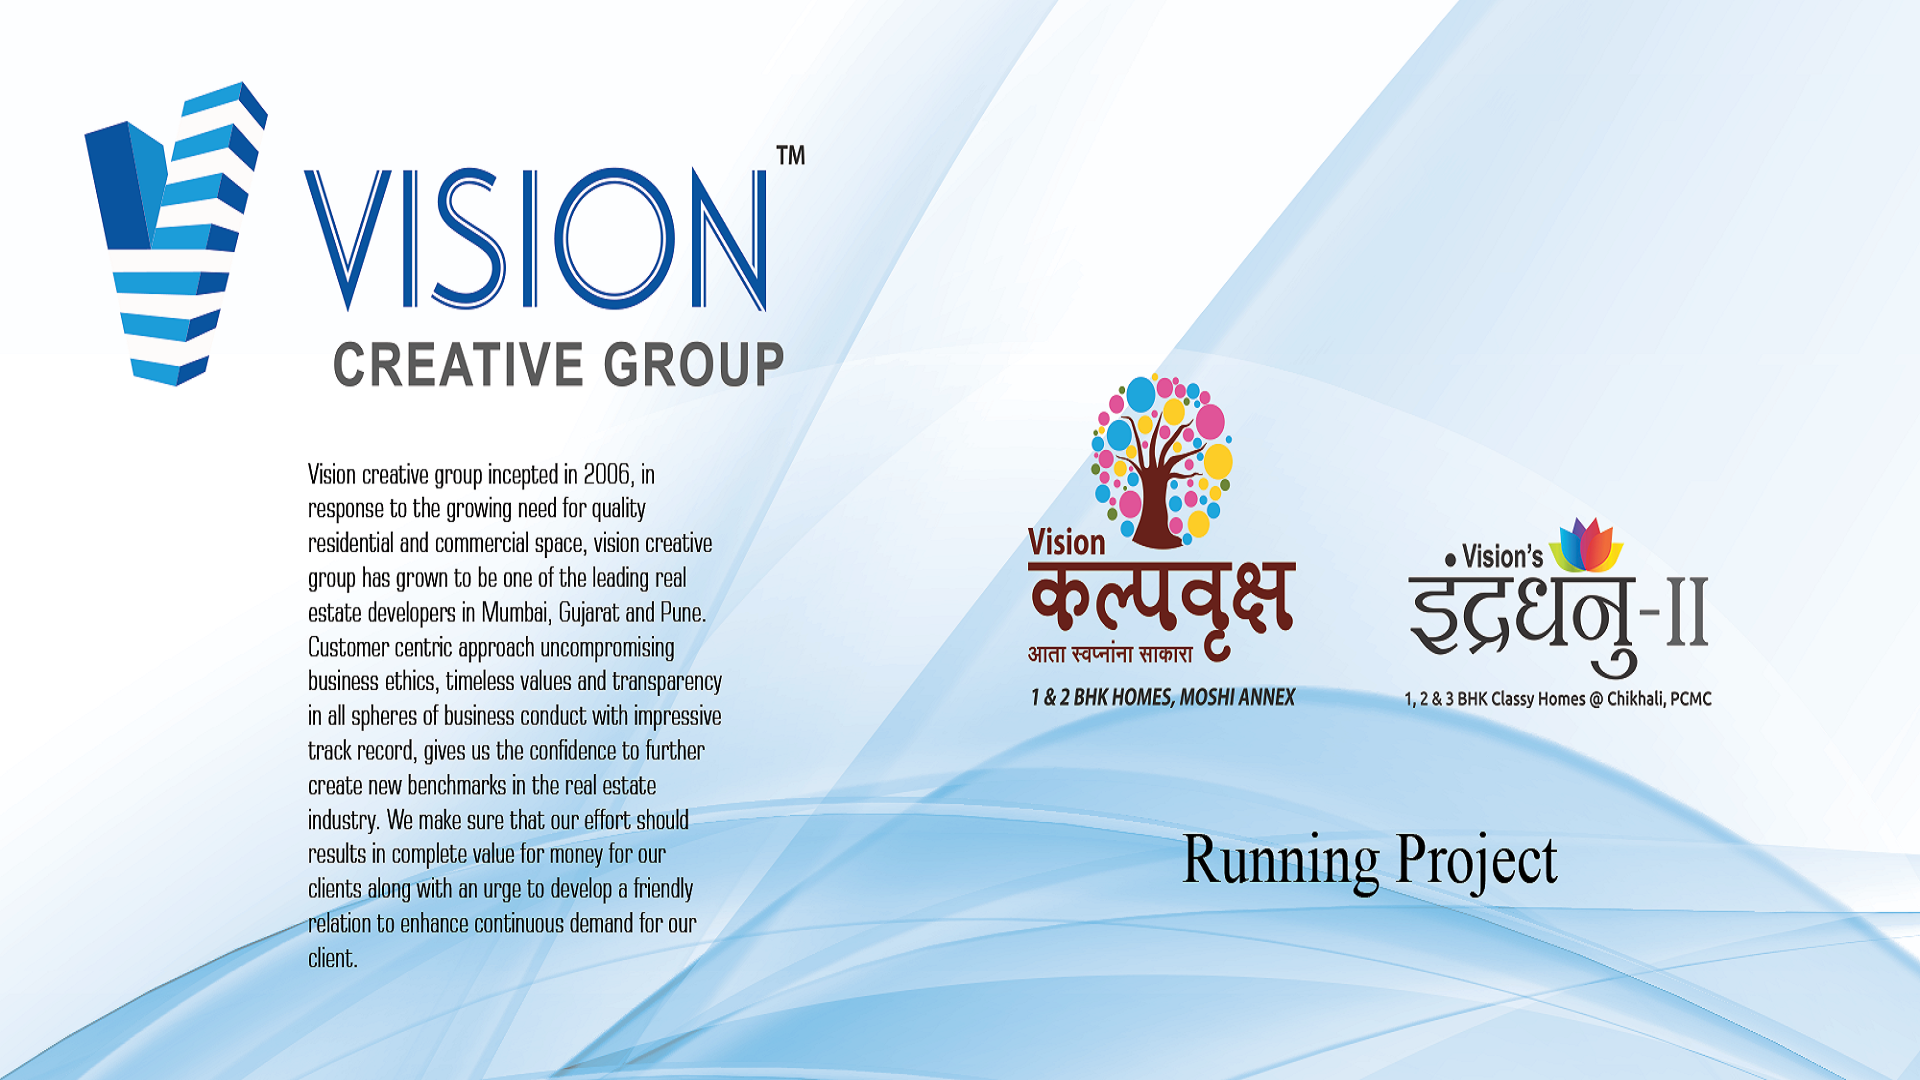 VISION™
CREATIVE GROUP
Vision creative group incepted in 2006, in
response to the growing need for quality
residential and commercial space, vision creative
group has grown to be one of the leading real
estate developers in Mumbai, Gujarat and Pune.
Customer centric approach uncompromising
business ethics, timeless values and transparency
in all spheres of business conduct with impressive
track record, gives us the confidence to further
create new benchmarks in the real estate
industry. We make sure that our effort should
results in complete value for money for our
clients along with an urge to develop a friendly
relation to enhance continuous demand for our
client.
Vision
कल्पवृक्ष
आता स्वप्नांना साकारा
1 & 2 BHK HOMES, MOSHI ANNEX
Vision's
इंद्रधनु-II
1, 2 & 3 BHK Classy Homes @ Chikhali, PCMC
Running Project